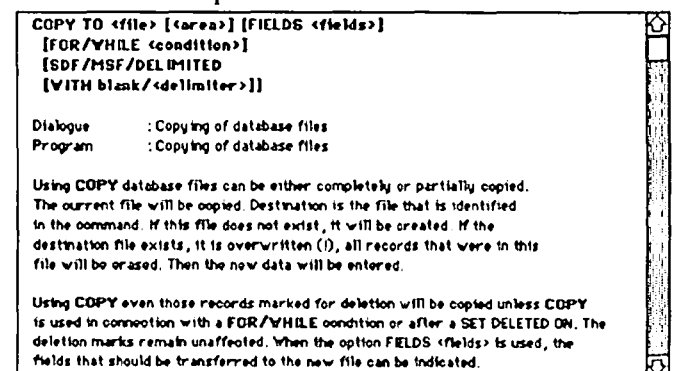 COPY TO <file> [<area>] [FIELDS <fields>]
[FOR/WHILE <condition>]
[SDF/MSF/DELIMITED
[WITH blank/<delimiter>]]
Dialogue : Copying of database files
Program : Copying of database files
Using COPY database files can be either completely or partially copied.
The current file will be copied. Destination is the file that is identified
in the command. If this file does not exist, it will be created. If the
destination file exists, it is overwritten (!), all records that were in this
file will be erased. Then the new data will be entered.
Using COPY even those records marked for deletion will be copied unless COPY
is used in connection with a FOR/WHILE condition or after a SET DELETED ON. The
deletion marks remain unaffected. When the option FIELDS <fields> is used, the
fields that should be transferred to the new file can be indicated.